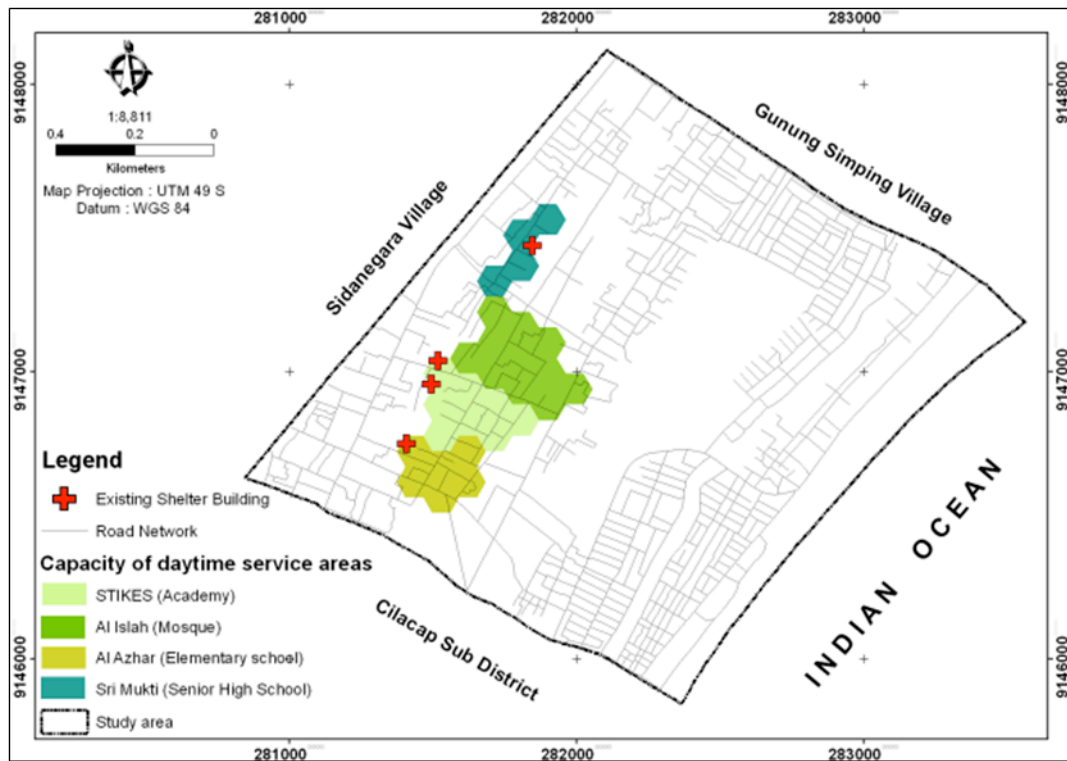 281000
282000
283000
9148000
9148000
1:8,811
0.4
0.2
0
Kilometers
Map Projection : UTM 49 S
Datum : WGS 84
Gunung Simping Village
Sidanegara Village
9147000
9147000
Legend
Existing Shelter Building
Road Network
Capacity of daytime service areas
STIKES (Academy)
Al Islah (Mosque)
Al Azhar (Elementary school)
Sri Mukti (Senior High School)
Study area
Cilacap Sub District
INDIAN OCEAN
9146000
9146000
281000
282000
283000